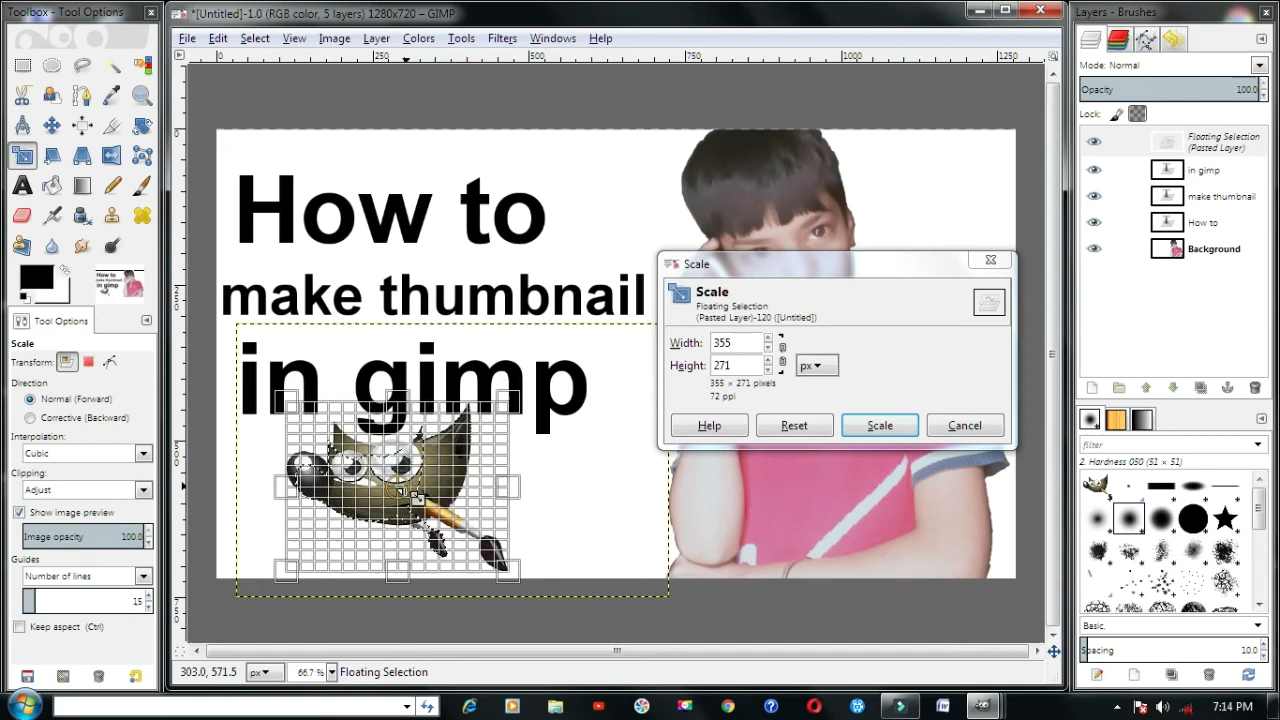 Toolbox - Tool Options
*[Untitled]-1.0 (RGB color, 5 layers) 1280x720 – GIMP
Layers - Brushes
File Edit Select View Image Layer Colors Tools Filters Windows Help
0 250 500 750 1000 1250
Mode: Normal
Opacity 100.0
Lock:
Floating Selection
(Pasted Layer)
in gimp
make thumbnail
How to
Background
How to
make thumbnail
in gimp
Scale
Scale
Floating Selection
(Pasted Layer)-120 ([Untitled])
Width: 355
Height: 271
px
355 × 271 pixels
72 ppi
Help Reset Scale Cancel
Tool Options
Scale
Transform:
Direction
Normal (Forward)
Corrective (Backward)
Interpolation:
Cubic
Clipping:
Adjust
Show image preview
Image opacity 100.0
Guides
Number of lines
15
Keep aspect (Ctrl)
filter
2. Hardness 050 (51 × 51)
Basic,
Spacing 10.0
303.0, 571.5 px 66.7 % Floating Selection
7:14 PM